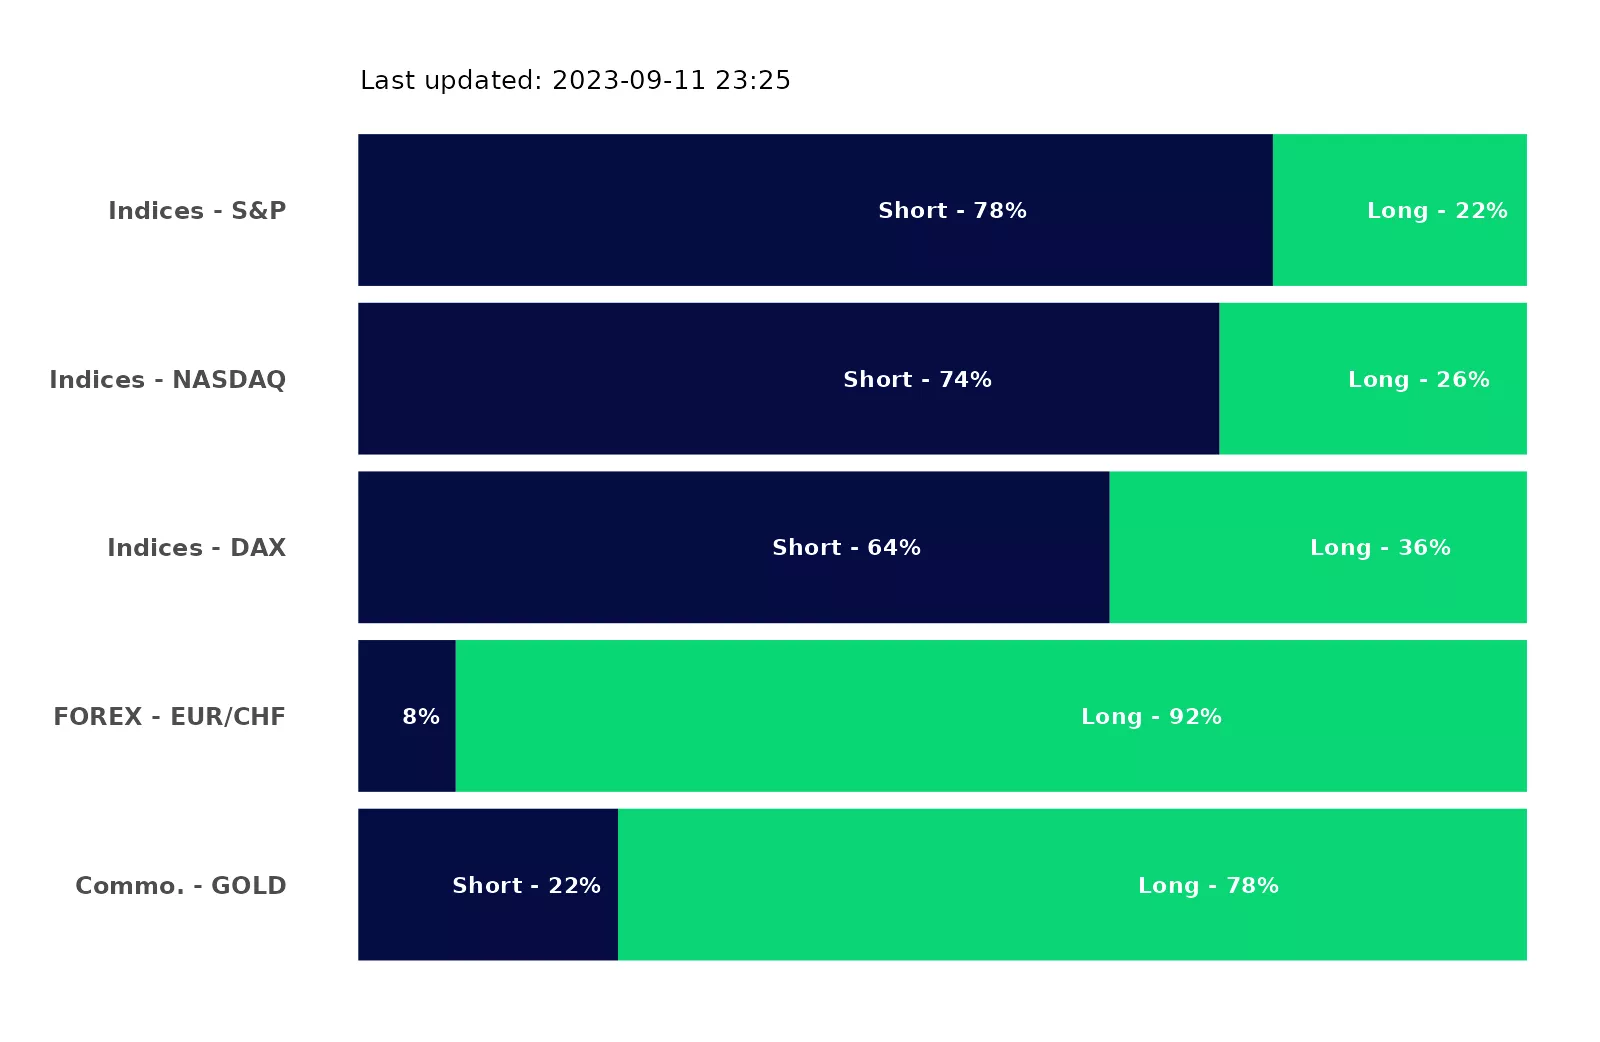 Last updated: 2023-09-11 23:25
Indices - S&P
Short - 78%
Long - 22%
Indices - NASDAQ
Short - 74%
Long - 26%
Indices - DAX
Short - 64%
Long - 36%
FOREX - EUR/CHF
8%
Long - 92%
Commo. - GOLD
Short - 22%
Long - 78%